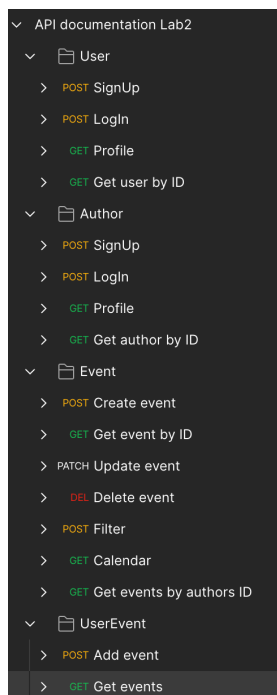 API documentation Lab2
User
POST SignUp
POST LogIn
GET Profile
GET Get user by ID
Author
POST SignUp
POST LogIn
GET Profile
GET Get author by ID
Event
POST Create event
GET Get event by ID
PATCH Update event
DEL Delete event
POST Filter
GET Calendar
GET Get events by authors ID
UserEvent
POST Add event
GET Get events